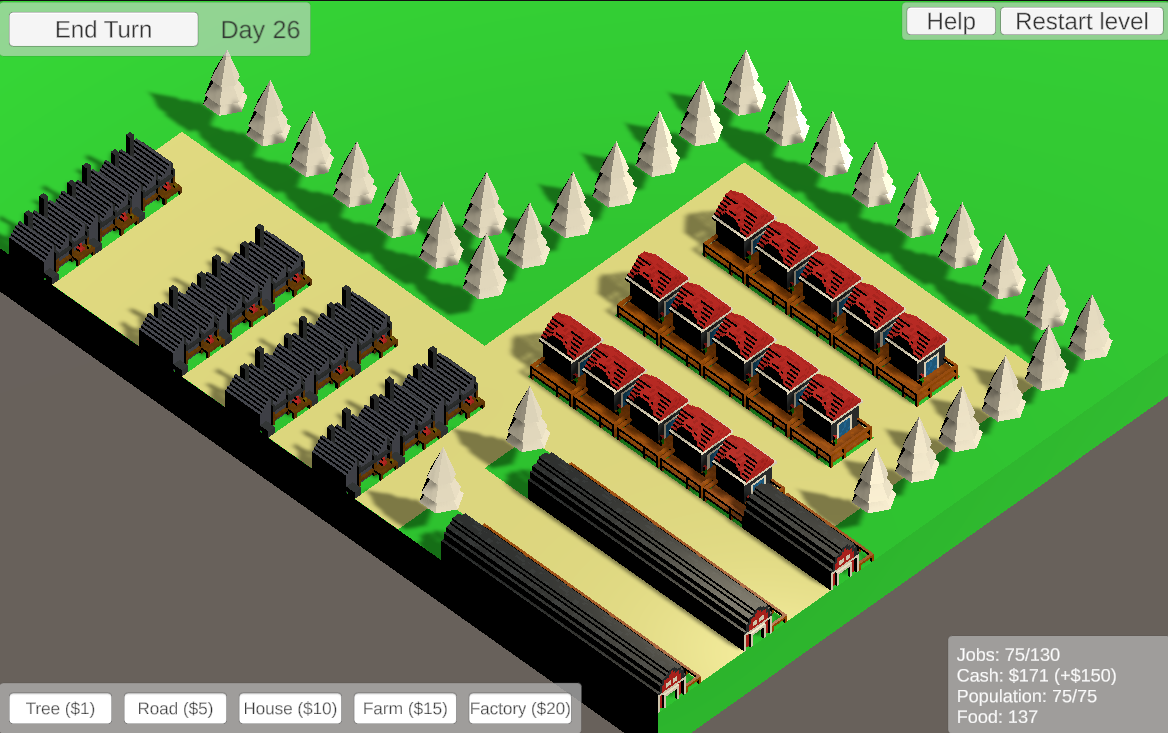 End Turn
Day 26
Help
Restart level
Jobs: 75/130
Cash: $171 (+$150)
Population: 75/75
Food: 137
Tree ($1)
Road ($5)
House ($10)
Farm ($15)
Factory ($20)